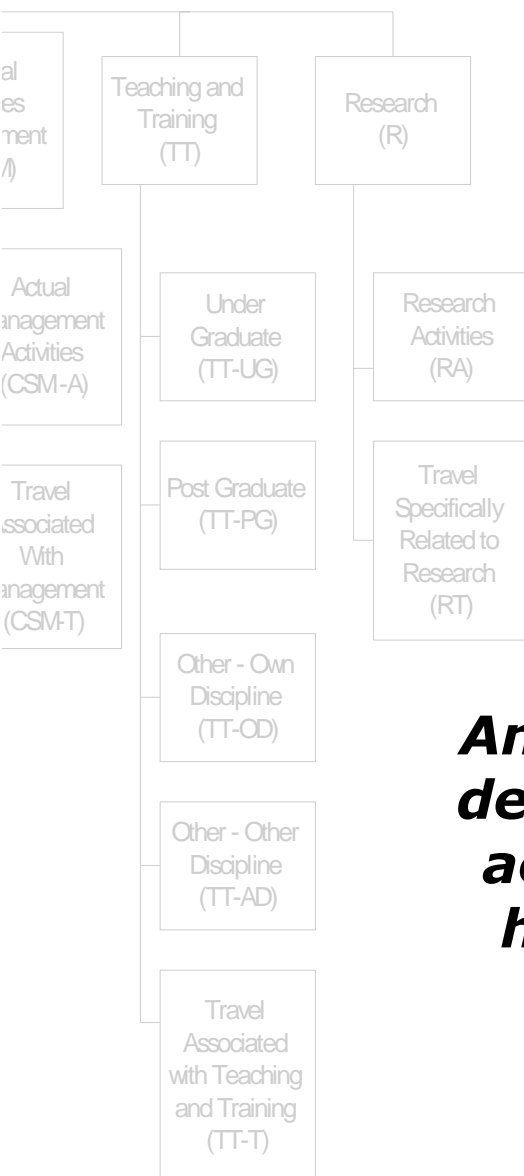 Teaching and
Training
(TT)
Research
(R)
Actual
Activities
(CSM-A)
Travel
With
(CSM-T)
Under
Graduate
(TT-UG)
Post Graduate
(TT-PG)
Other - Own
Discipline
(TT-OD)
Other - Other
Discipline
(TT-AD)
Travel
Associated
with Teaching
and Training
(TT-T)
Research
Activities
(RA)
Travel
Specifically
Related to
Research
(RT)